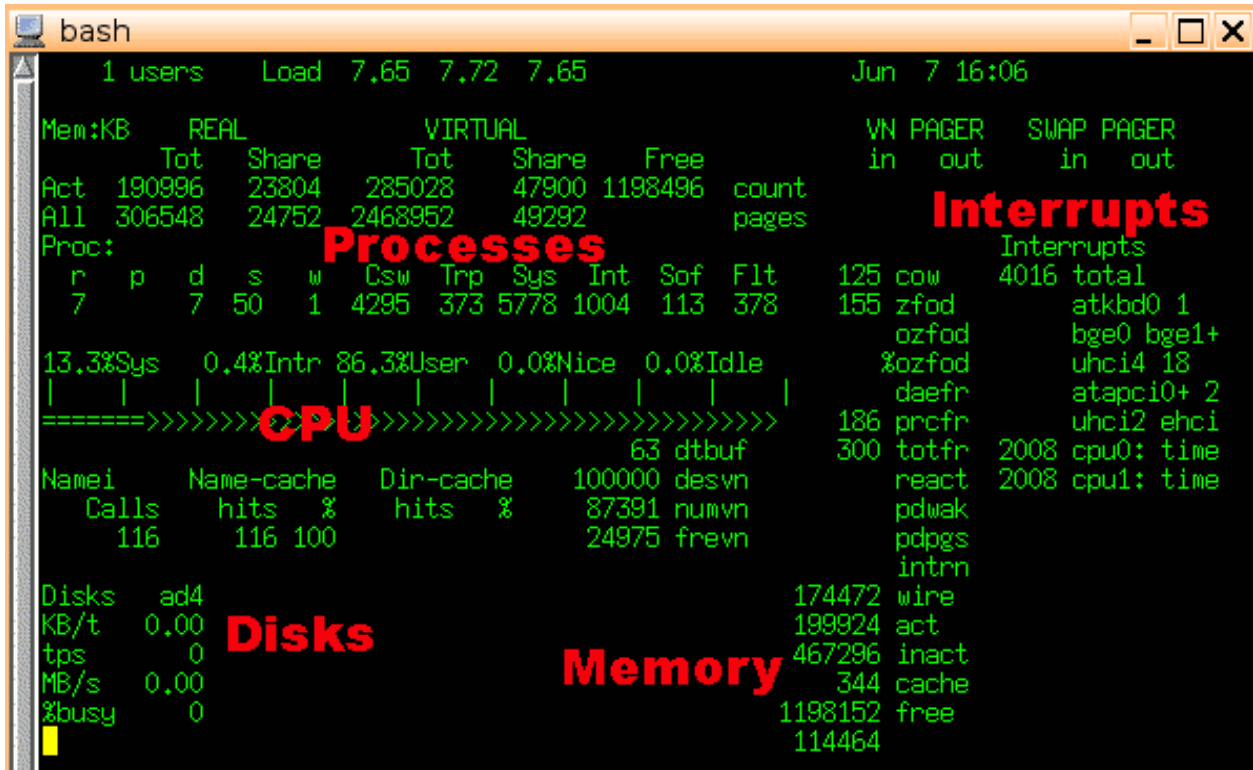 bash
1 users Load 7.65 7.72 7.65 Jun 7 16:06
Mem:KB REAL VIRTUAL VN PAGER SWAP PAGER
Tot Share Tot Share Free in out in out
Act 190996 23804 285028 47900 1198496 count
All 306548 24752 2468952 49292 pages
Interrupts
Processes
Proc: Interrupts
r p d s w Csw Trp Sys Int Sof Flt 125 cow 4016 total
7 7 50 1 4295 373 5778 1004 113 378 155 zfod atkbd0 1
ozfod bge0 bge1+
13.3%Sys 0.4%Intr 86.3%User 0.0%Nice 0.0%Idle %ozfod uhci4 18
| | | | | | | | | | | daefr atapci0+ 2
=======>>>>>>>>>>>>>>>>>>>>>>>>>>>>>>>>>>>>>>>>>>> 186 prcfr uhci2 ehci
CPU
63 dtbuf 300 totfr 2008 cpu0: time
Namei Name-cache Dir-cache 100000 desvn react 2008 cpu1: time
Calls hits % hits % 87391 numvn pdwak
116 116 100 24975 frevn pdpgs
intrn
Disks ad4 174472 wire
KB/t 0.00 199924 act
Disks
tps 0 467296 inact
Memory
MB/s 0.00 344 cache
%busy 0 1198152 free
114464